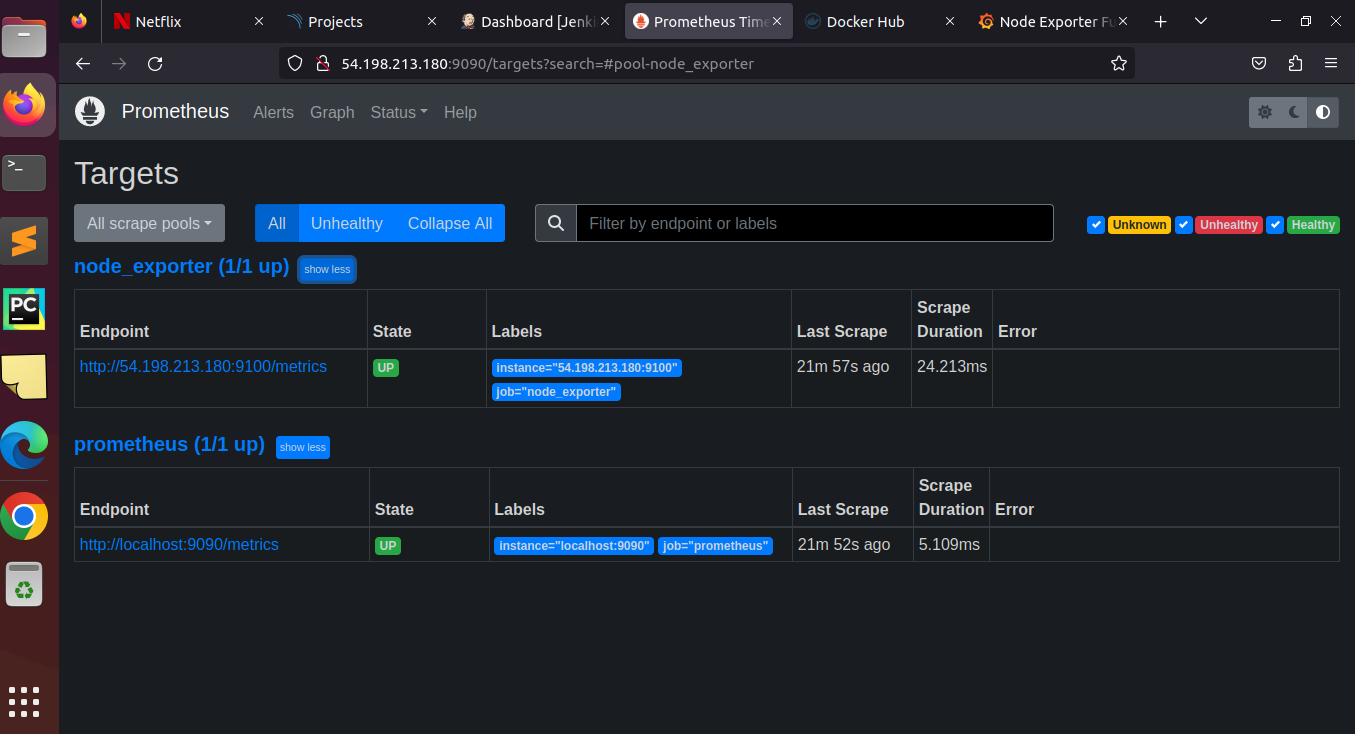 Netflix
Projects
Dashboard [Jenki
Prometheus Time
Docker Hub
Node Exporter Fu
54.198.213.180:9090/targets?search=#pool-node_exporter
Prometheus
Alerts
Graph
Status
Help
Targets
All scrape pools
All
Unhealthy
Collapse All
Filter by endpoint or labels
Unknown
Unhealthy
Healthy
node_exporter (1/1 up)
show less
Endpoint
State
Labels
Last Scrape
Scrape
Duration
Error
http://54.198.213.180:9100/metrics
UP
instance="54.198.213.180:9100"
job="node_exporter"
21m 57s ago
24.213ms
prometheus (1/1 up)
show less
Endpoint
State
Labels
Last Scrape
Scrape
Duration
Error
http://localhost:9090/metrics
UP
instance="localhost:9090"
job="prometheus"
21m 52s ago
5.109ms
>_
PC